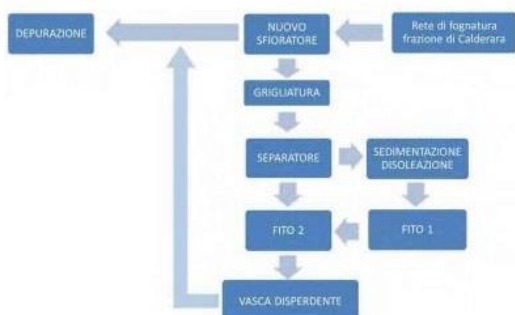 DEPURAZIONE
NUOVO
SFIORATORE
Rete di fognatura
frazione di Calderara
GRIGLIATURA
SEPARATORE
SEDIMENTAZIONE
DISOLEAZIONE
FITO 2
FITO 1
VASCA DISPERDENTE